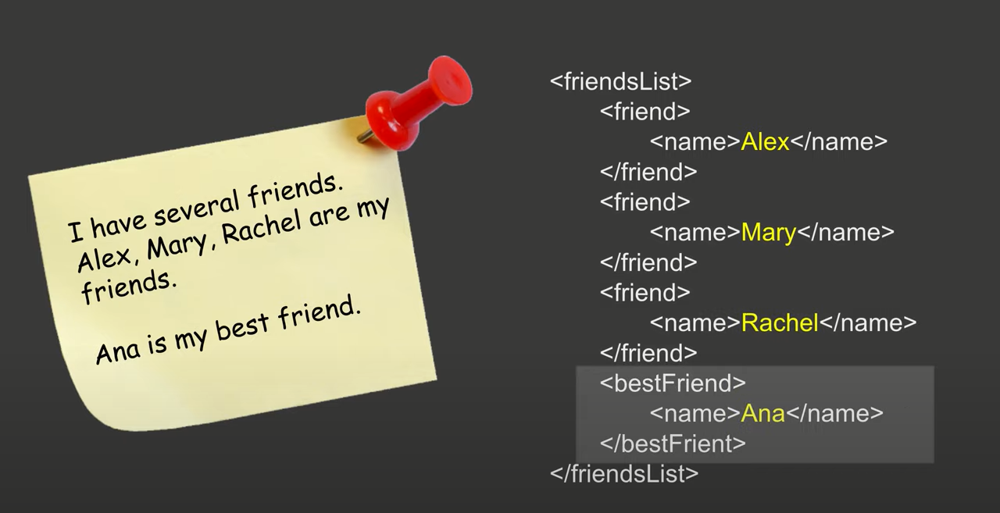 I have several friends.
Alex, Mary, Rachel are my
friends.
Ana is my best friend.
<friendsList>
<friend>
<name>Alex</name>
</friend>
<friend>
<name>Mary</name>
</friend>
<friend>
<name>Rachel</name>
</friend>
<bestFriend>
<name>Ana</name>
</bestFrient>
</friendsList>